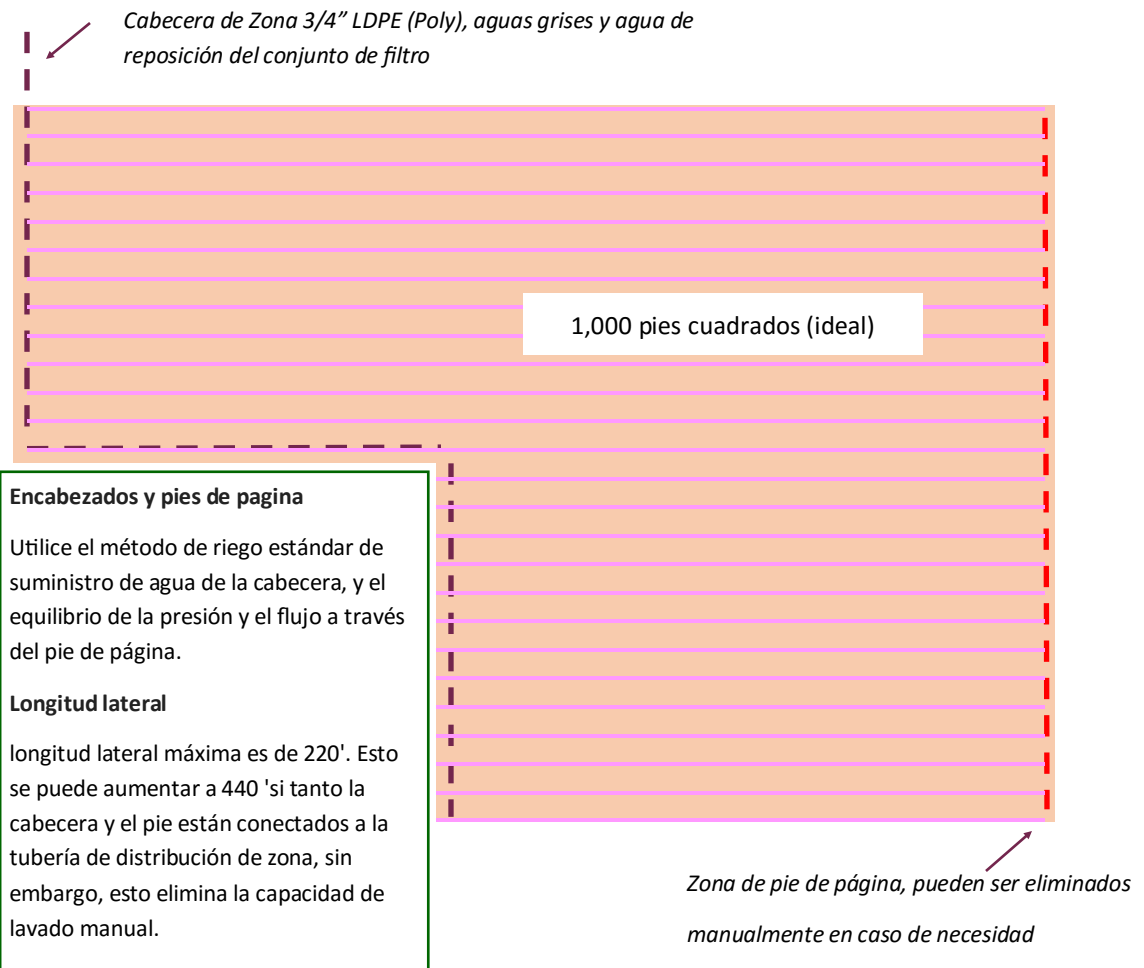 Cabecera de Zona 3/4” LDPE (Poly), aguas grises y agua de
reposición del conjunto de filtro
1,000 pies cuadrados (ideal)
Encabezados y pies de pagina
Utilice el método de riego estándar de
suministro de agua de la cabecera, y el
equilibrio de la presión y el flujo a través
del pie de página.
Longitud lateral
longitud lateral máxima es de 220'. Esto
se puede aumentar a 440 'si tanto la
cabecera y el pie están conectados a la
tubería de distribución de zona, sin
embargo, esto elimina la capacidad de
lavado manual.
Zona de pie de página, pueden ser eliminados
manualmente en caso de necesidad